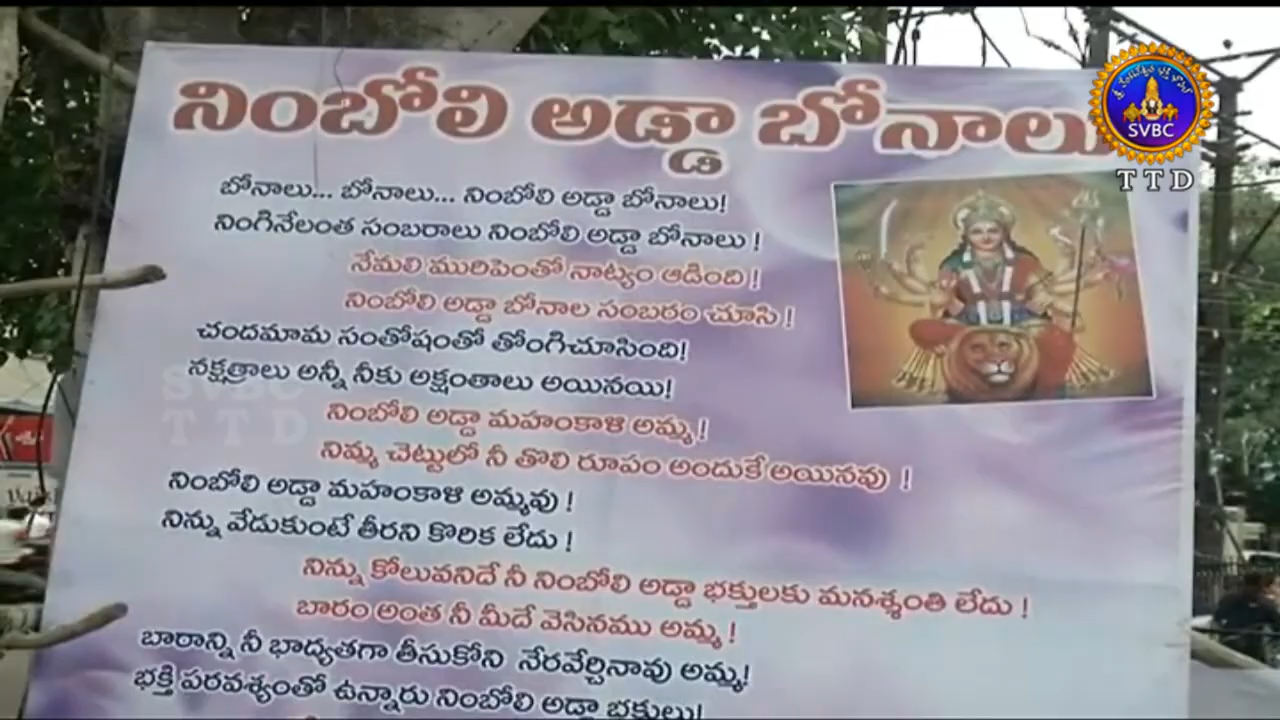 నింబోలి అడ్డా బోనాలు
SVBC
TTD
బోనాలు... బోనాలు... నింబోలి అడ్డా బోనాలు!
నింగినేలంత సంబరాలు నింబోలి అడ్డా బోనాలు !
నేమలి మురిపెంతో నాట్యం ఆడింది !
నింబోలి అడ్డా బోనాల సంబరం చూసి !
చందమామ సంతోషంతో తోంగిచూసింది!
నక్షత్రాలు అన్నీ నీకు అక్షంతాలు అయినయి!
SVBC
TTD
నింబోలి అడ్డా మహంకాళి అమ్మ !
నిమ్మ చెట్టులో నీ తొలి రూపం అందుకే అయినవు !
నింబోలి అడ్డా మహంకాళి అమ్మవు !
నిన్ను వేడుకుంటే తీరని కొరిక లేదు !
నిన్ను కోలువనిదే నీ నింబోలి అడ్డా భక్తులకు మనశ్శంతి లేదు !
బారం అంత నీ మీదే వెసినము అమ్మ !
బారాన్ని నీ భాద్యతగా తీసుకోని నేరవేర్చినావు అమ్మ!
భక్తి పరవశ్యంతో ఉన్నారు నింబోలి అడ్డా భక్తులు!